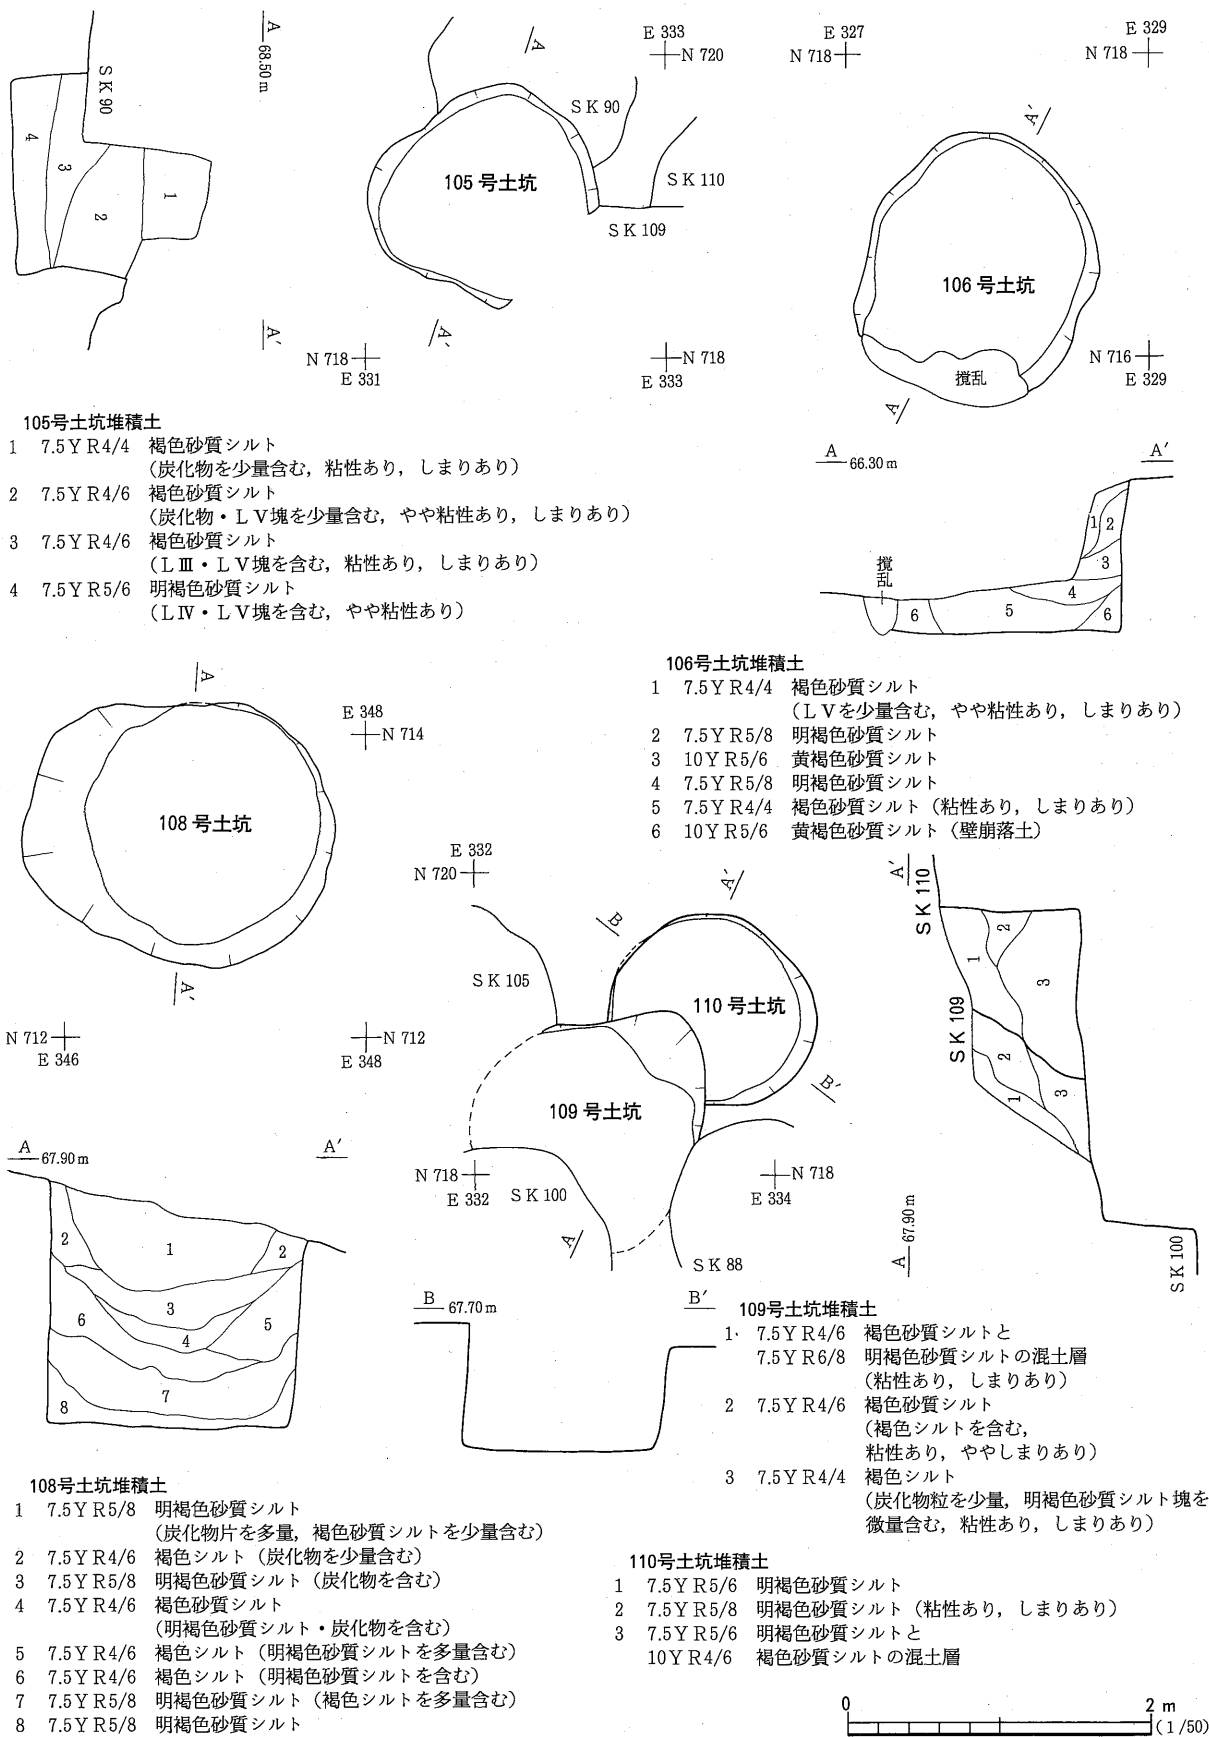 A
68.50 m
A′
SK 90
1
2
3
4
A
A′
E 333
N 720
SK 90
105 号土坑
SK 110
SK 109
N 718
E 331
N 718
E 333
E 327
N 718
E 329
N 718
A′
106 号土坑
攪乱
A
N 716
E 329
105号土坑堆積土
1 7.5YR4/4 褐色砂質シルト
（炭化物を少量含む，粘性あり，しまりあり）
2 7.5YR4/6 褐色砂質シルト
（炭化物・LⅤ塊を少量含む，やや粘性あり，しまりあり）
3 7.5YR4/6 褐色砂質シルト
（LⅢ・LⅤ塊を含む，粘性あり，しまりあり）
4 7.5YR5/6 明褐色砂質シルト
（LⅣ・LⅤ塊を含む，やや粘性あり）
A
66.30 m
A′
攪乱
1
2
3
4
5
6
6
106号土坑堆積土
1 7.5YR4/4 褐色砂質シルト
（LⅤを少量含む，やや粘性あり，しまりあり）
2 7.5YR5/8 明褐色砂質シルト
3 10YR5/6 黄褐色砂質シルト
4 7.5YR5/8 明褐色砂質シルト
5 7.5YR4/4 褐色砂質シルト（粘性あり，しまりあり）
6 10YR5/6 黄褐色砂質シルト（壁崩落土）
A
E 348
N 714
108 号土坑
A′
N 712
E 346
N 712
E 348
E 332
N 720
A′
B
SK 105
110 号土坑
109 号土坑
B′
N 718
E 332
SK 100
N 718
E 334
A
SK 88
A′
SK 110
SK 109
1
2
3
2
1
3
A
67.90 m
SK 100
A
67.90 m
A′
1
2
2
3
4
5
6
7
8
B
67.70 m
B′
109号土坑堆積土
1 7.5YR4/6 褐色砂質シルトと
7.5YR6/8 明褐色砂質シルトの混土層
（粘性あり，しまりあり）
2 7.5YR4/6 褐色砂質シルト
（褐色シルトを含む，
粘性あり，ややしまりあり）
3 7.5YR4/4 褐色シルト
（炭化物粒を少量，明褐色砂質シルト塊を
微量含む，粘性あり，しまりあり）
108号土坑堆積土
1 7.5YR5/8 明褐色砂質シルト
（炭化物片を多量，褐色砂質シルトを少量含む）
2 7.5YR4/6 褐色シルト（炭化物を少量含む）
3 7.5YR5/8 明褐色砂質シルト（炭化物を含む）
4 7.5YR4/6 褐色砂質シルト
（明褐色砂質シルト・炭化物を含む）
5 7.5YR4/6 褐色シルト（明褐色砂質シルトを多量含む）
6 7.5YR4/6 褐色シルト（明褐色砂質シルトを含む）
7 7.5YR5/8 明褐色砂質シルト（褐色シルトを多量含む）
8 7.5YR5/8 明褐色砂質シルト
110号土坑堆積土
1 7.5YR5/6 明褐色砂質シルト
2 7.5YR5/8 明褐色砂質シルト（粘性あり，しまりあり）
3 7.5YR5/6 明褐色砂質シルトと
10YR4/6 褐色砂質シルトの混土層
0 2 m
（1/50）